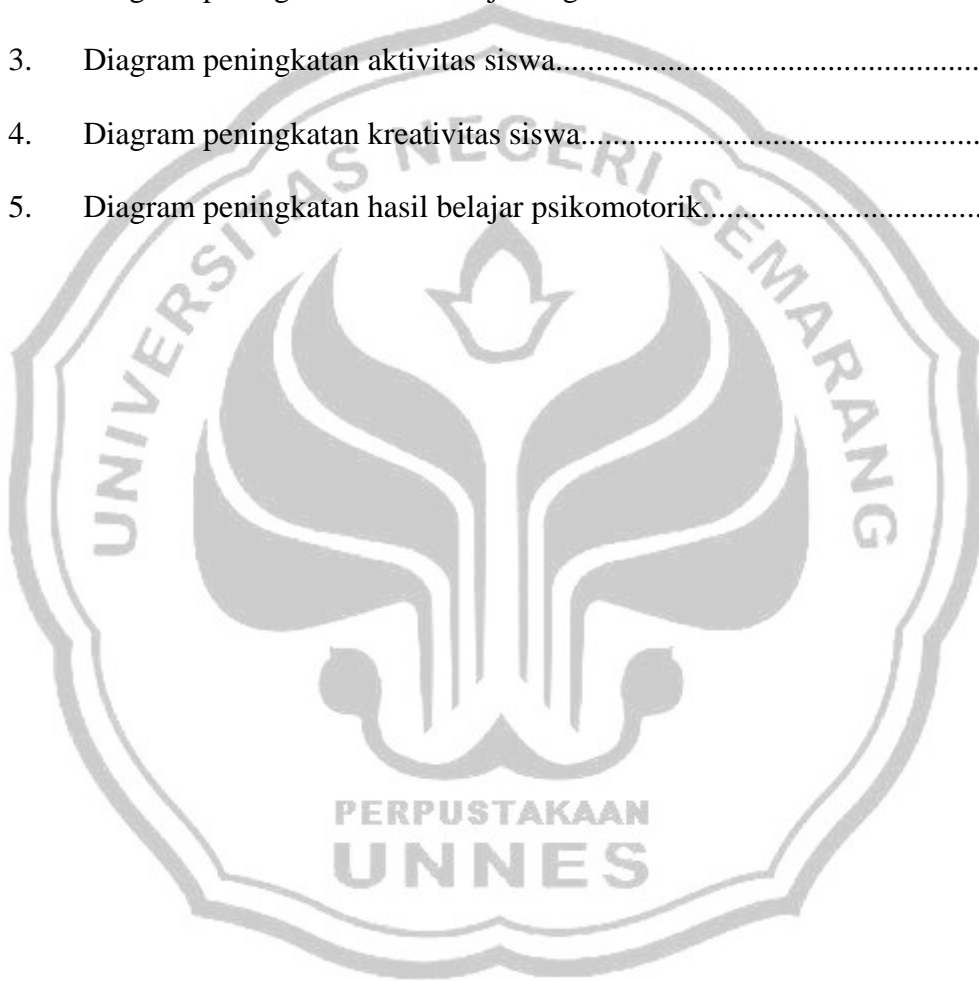 3. Diagram peningkatan aktivitas siswa......................................................
4. Diagram peningkatan kreativitas siswa..................................................
5. Diagram peningkatan hasil belajar psikomotorik..................................
UNIVERSITAS NEGERI SEMARANG
PERPUSTAKAAN
UNNES